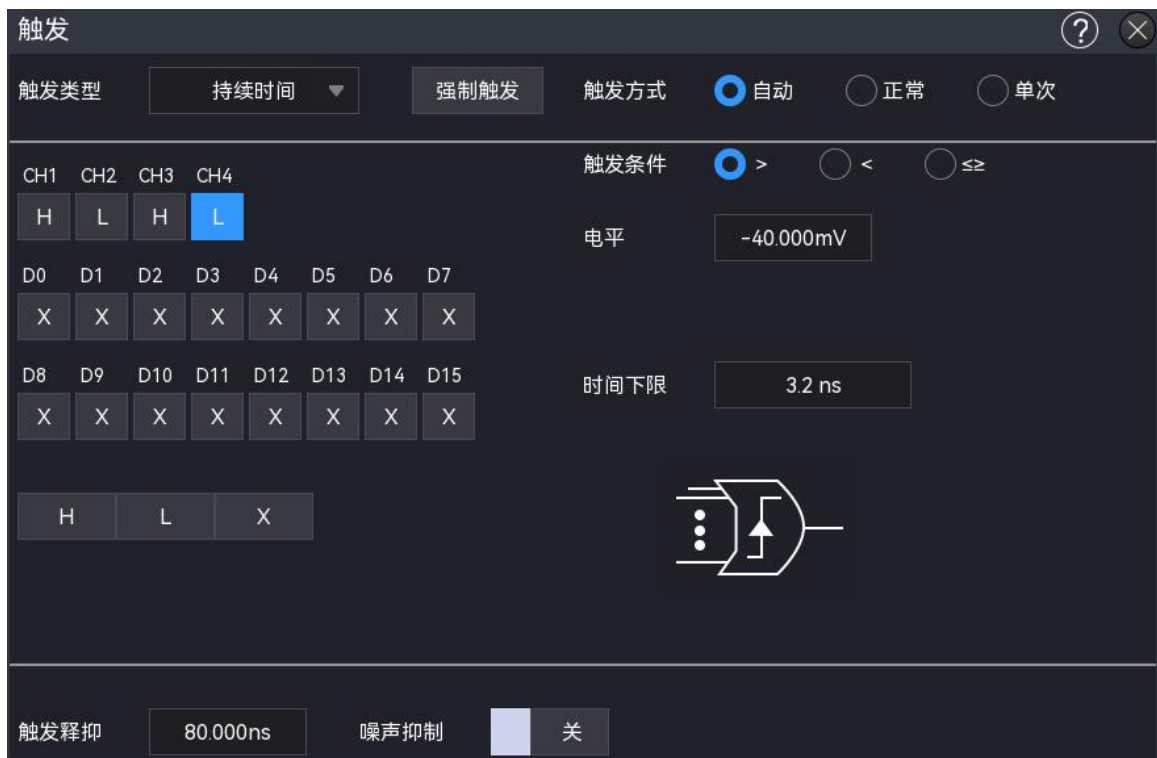 触发
?
触发类型 持续时间 强制触发 触发方式 自动 正常 单次
CH1 CH2 CH3 CH4 触发条件 > < ≤≥
H L H L
电平 -40.000mV
D0 D1 D2 D3 D4 D5 D6 D7
X X X X X X X X
D8 D9 D10 D11 D12 D13 D14 D15 时间下限 3.2 ns
X X X X X X X X
H L X
触发释抑 80.000ns 噪声抑制 关